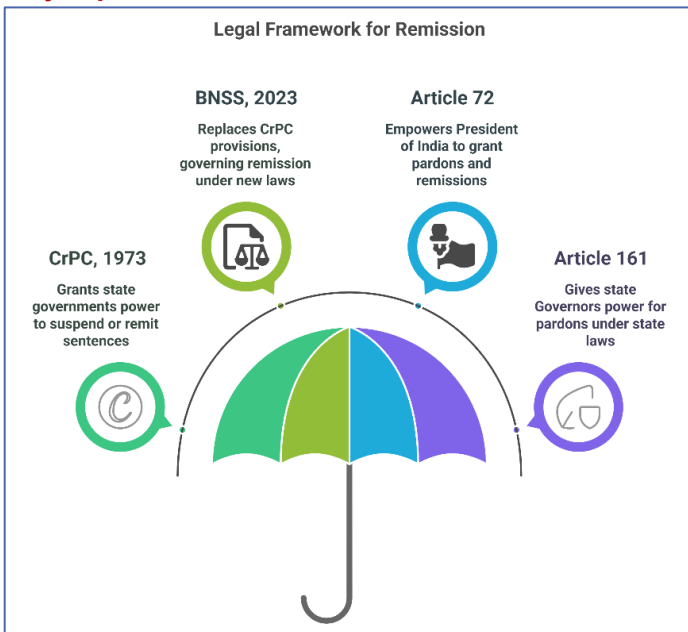 Legal Framework for Remission
BNSS, 2023
Replaces CrPC
provisions,
governing remission
under new laws
Article 72
Empowers President
of India to grant
pardons and
remissions
CrPC, 1973
Grants state
governments power
to suspend or remit
sentences
Article 161
Gives state
Governors power for
pardons under state
laws